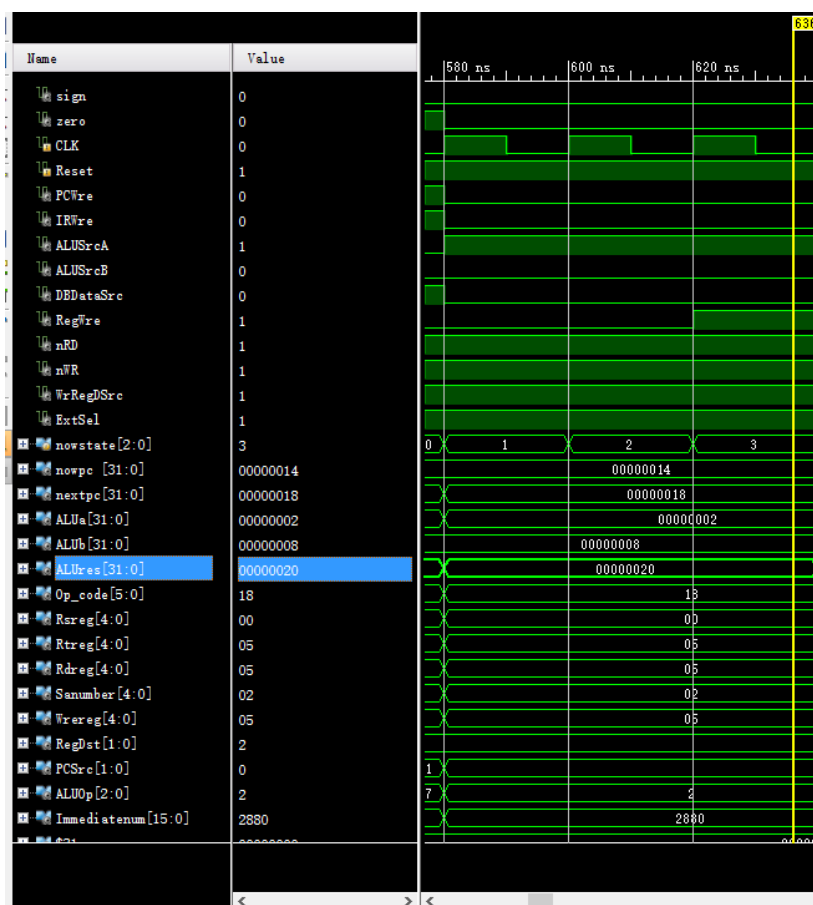 636
Name Value
580 ns 600 ns 620 ns
sign 0
zero 0
CLK 0
Reset 1
PCWre 0
IRWre 0
ALUSrcA 1
ALUSrcB 0
DBDataSrc 0
RegWre 1
nRD 1
nWR 1
WrRegDSrc 1
ExtSel 1
nowstate[2:0] 3 0 1 2 3
nowpc [31:0] 00000014 00000014
nextpc[31:0] 00000018 00000018
ALUa[31:0] 00000002 00000002
ALUb[31:0] 00000008 00000008
ALUres[31:0] 00000020 00000020
Op_code[5:0] 18 18
Rsreg[4:0] 00 00
Rtreg[4:0] 05 05
Rdreg[4:0] 05 05
Sanumber[4:0] 02 02
Wrereg[4:0] 05 05
RegDst[1:0] 2
PCSrc[1:0] 0 1
ALUOp[2:0] 2 7 2
Immediatenum[15:0] 2880 2880